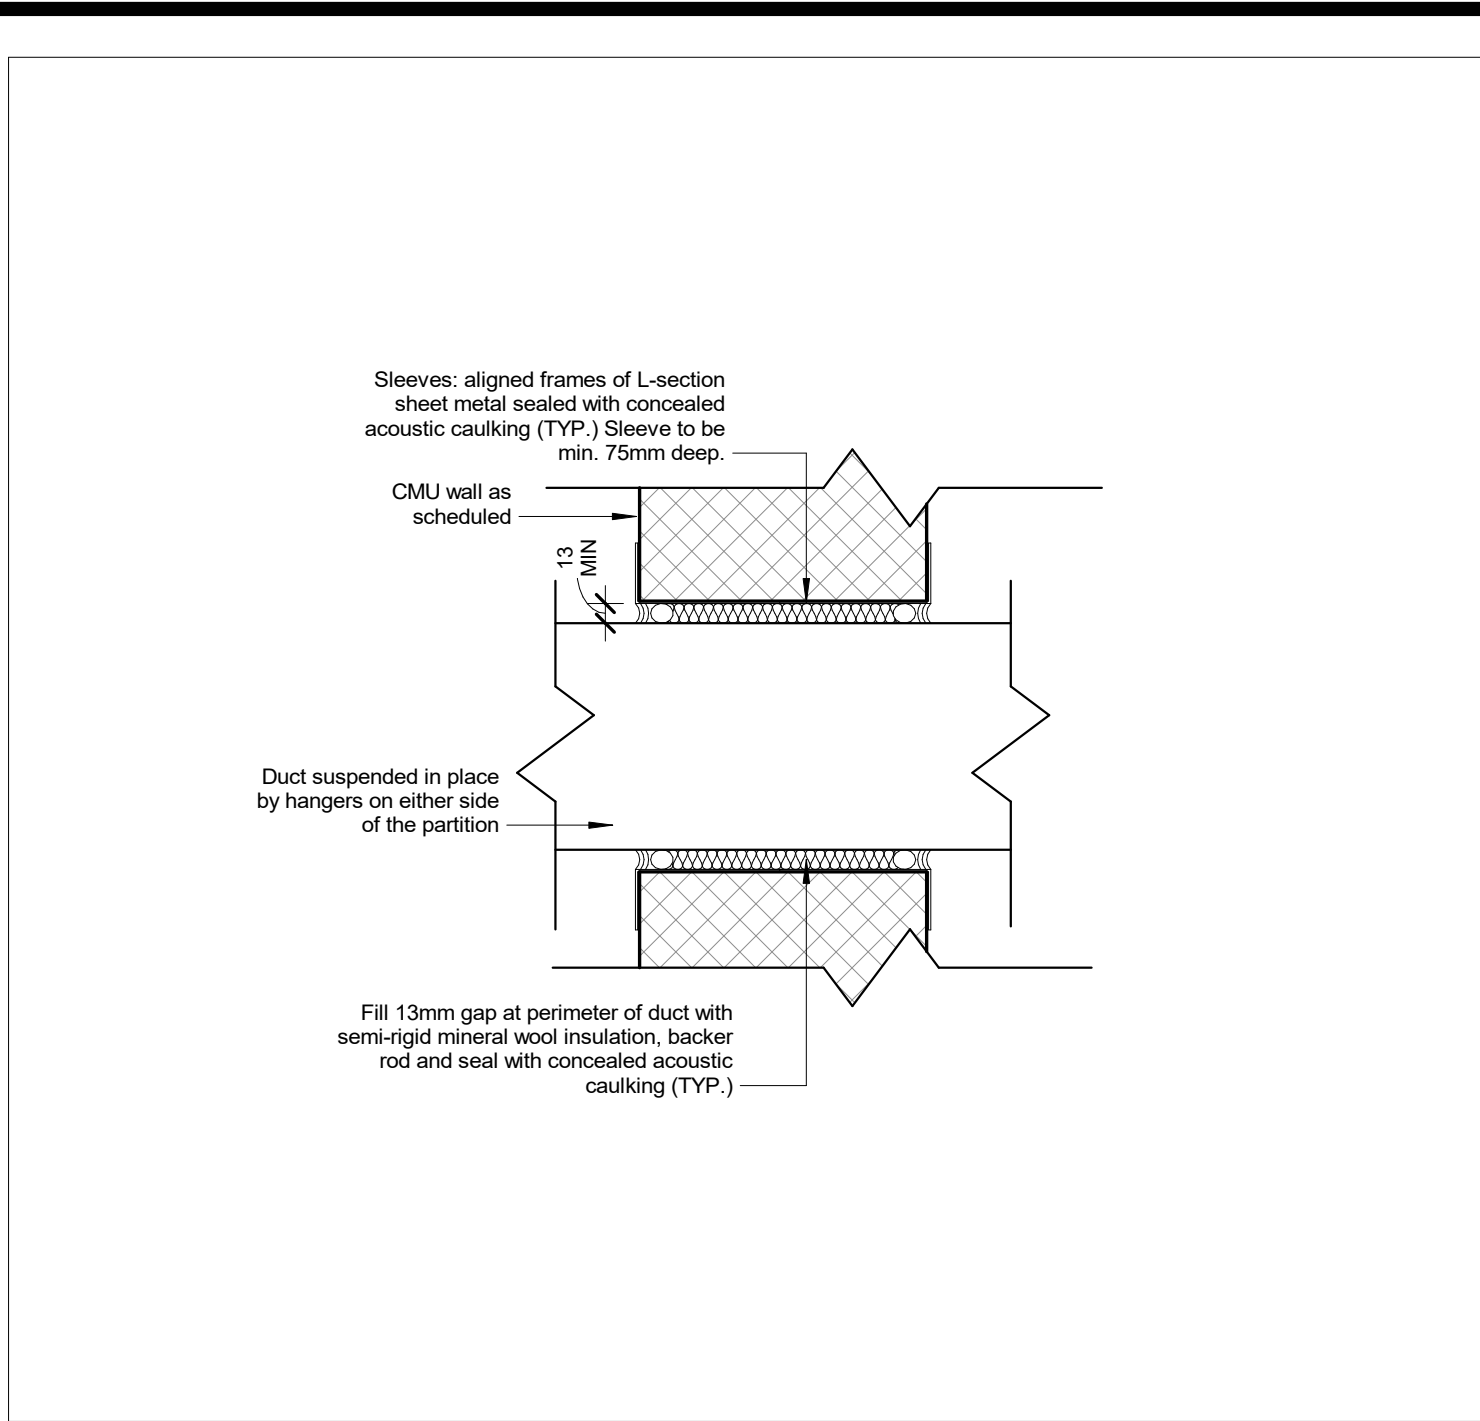 Sleeves: aligned frames of L-section
sheet metal sealed with concealed
acoustic caulking (TYP.) Sleeve to be
min. 75mm deep.
CMU wall as
scheduled
13
MIN
Duct suspended in place
by hangers on either side
of the partition
Fill 13mm gap at perimeter of duct with
semi-rigid mineral wool insulation, backer
rod and seal with concealed acoustic
caulking (TYP.)